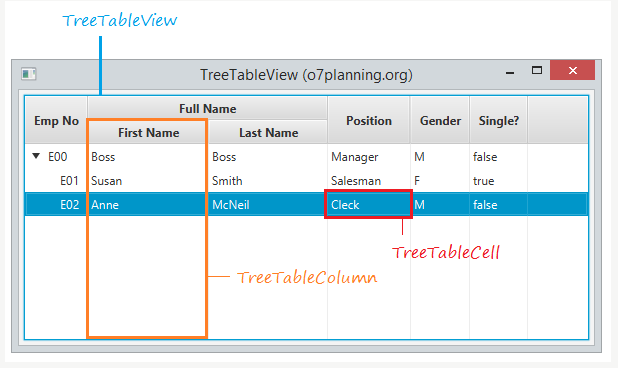 TreeTableView
TreeTableView (o7planning.org)
Emp No Full Name Position Gender Single?
First Name Last Name
E00 Boss Boss Manager M false
E01 Susan Smith Salesman F true
E02 Anne McNeil Cleck M false
TreeTableCell
TreeTableColumn